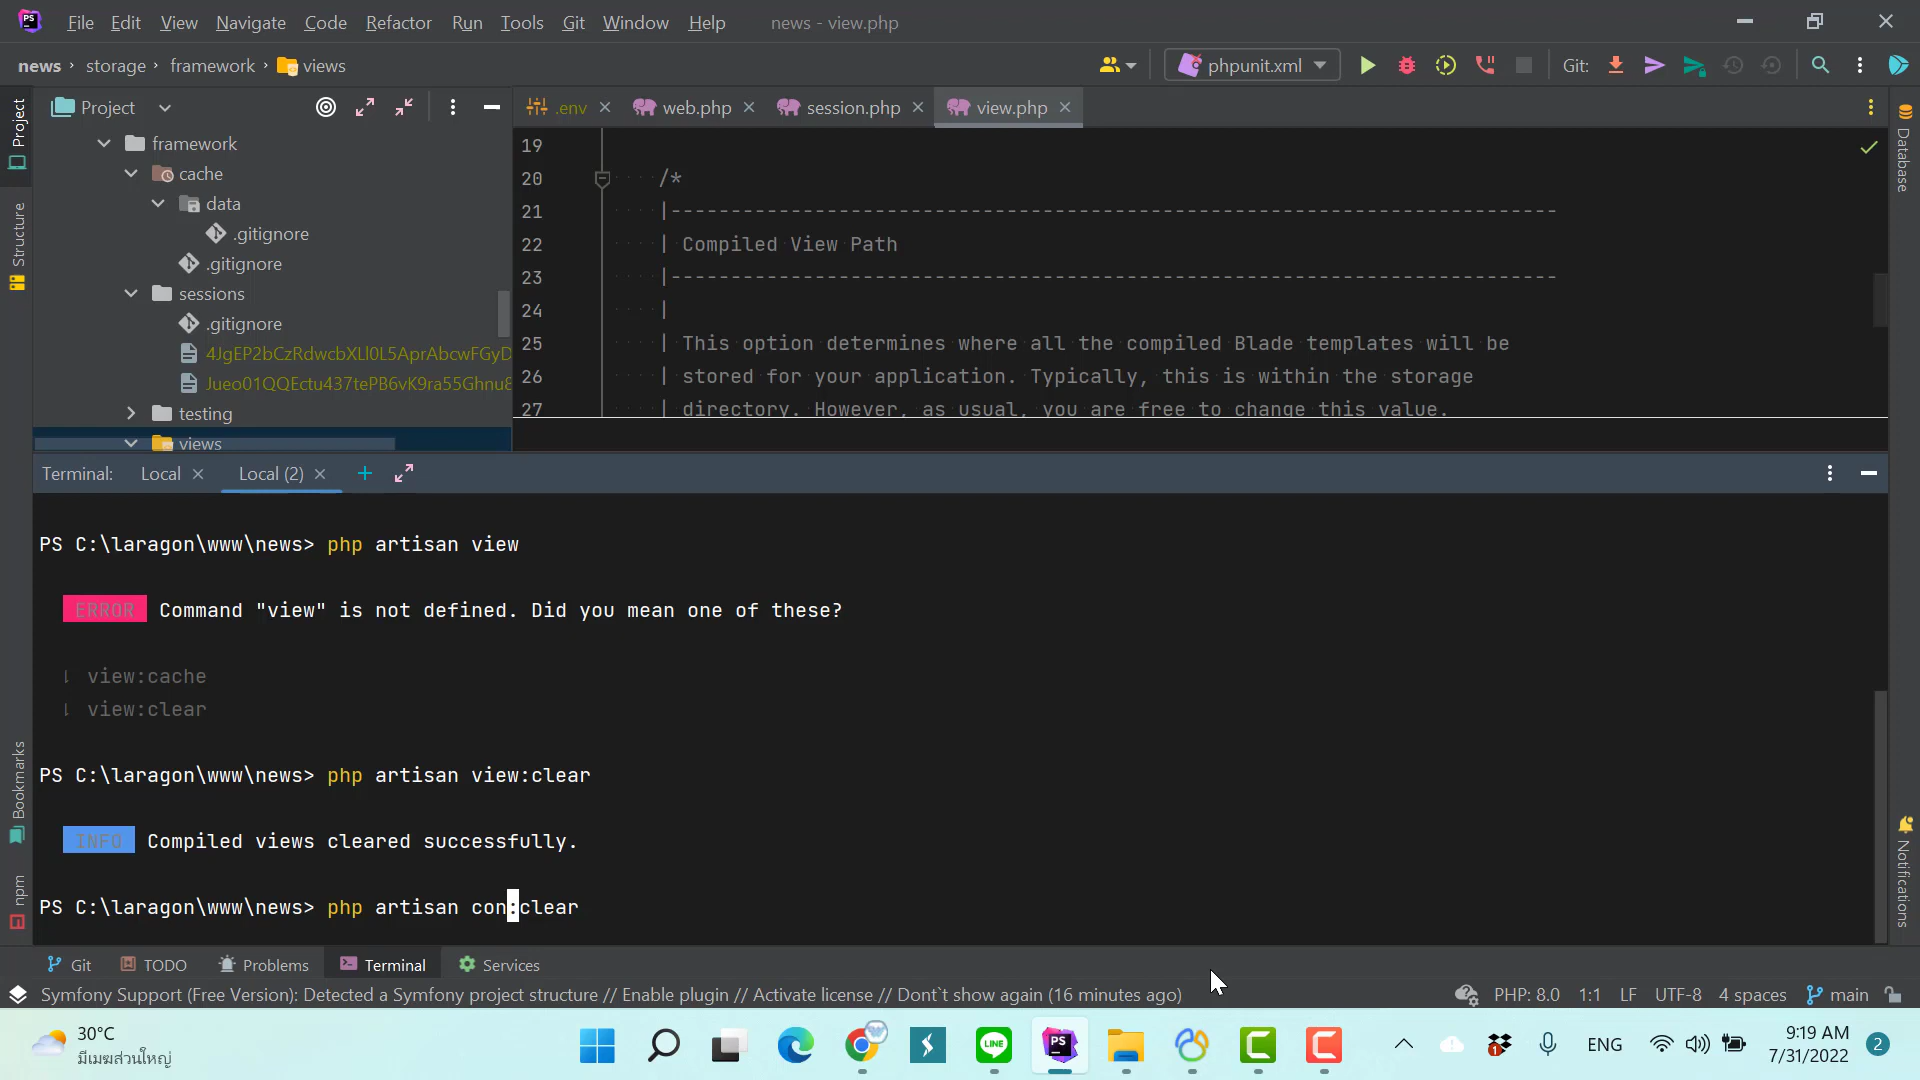 File Edit View Navigate Code Refactor Run Tools Git Window Help news - view.php
news › storage › framework › views
phpunit.xml
Git:
Project
.env
web.php
session.php
view.php
Project
Structure
Bookmarks
npm
Database
Notifications
framework
cache
data
.gitignore
.gitignore
sessions
.gitignore
4JgEP2bCzRdwcbXLl0L5AprAbcwFGyD
Jueo01QQEctu437tePB6vK9ra55Ghnu8
testing
views
19
20 /*
21 |--------------------------------------------------------------------------
22 | Compiled View Path
23 |--------------------------------------------------------------------------
24 |
25 | This option determines where all the compiled Blade templates will be
26 | stored for your application. Typically, this is within the storage
27 | directory. However, as usual, you are free to change this value.
Terminal: Local Local (2)
PS C:\laragon\www\news> php artisan view
ERROR Command "view" is not defined. Did you mean one of these?
⇂ view:cache
⇂ view:clear
PS C:\laragon\www\news> php artisan view:clear
INFO Compiled views cleared successfully.
PS C:\laragon\www\news> php artisan con:clear
Git TODO Problems Terminal Services
Symfony Support (Free Version): Detected a Symfony project structure // Enable plugin // Activate license // Dont`t show again (16 minutes ago)
PHP: 8.0 1:1 LF UTF-8 4 spaces main
30°C
มีเมฆส่วนใหญ่
PS
LINE
1
ENG
9:19 AM
7/31/2022
2